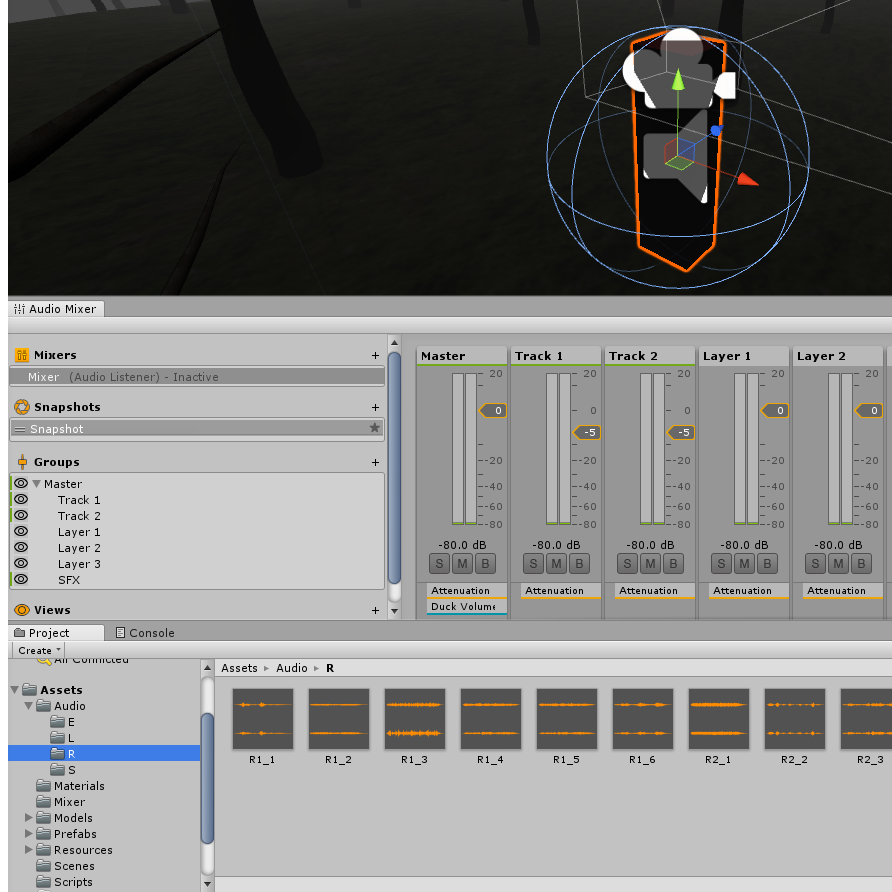 Audio Mixer
Mixers +
Mixer (Audio Listener) - Inactive
Snapshots +
Snapshot
Groups +
Master
Track 1
Track 2
Layer 1
Layer 2
Layer 3
SFX
Views +
Master Track 1 Track 2 Layer 1 Layer 2
20 20 20 20 20
0 0 0 0 0
-5 -5
-20 -20 -20 -20 -20
-40 -40 -40 -40 -40
-60 -60 -60 -60 -60
-80 -80 -80 -80 -80
-80.0 dB -80.0 dB -80.0 dB -80.0 dB -80.0 dB
S M B S M B S M B S M B S M B
Attenuation Attenuation Attenuation Attenuation Attenuation
Duck Volume
Project Console
Create
All Connected
Assets
Audio
E
L
R
S
Materials
Mixer
Models
Prefabs
Resources
Scenes
Scripts
Assets Audio R
R1_1 R1_2 R1_3 R1_4 R1_5 R1_6 R2_1 R2_2 R2_3